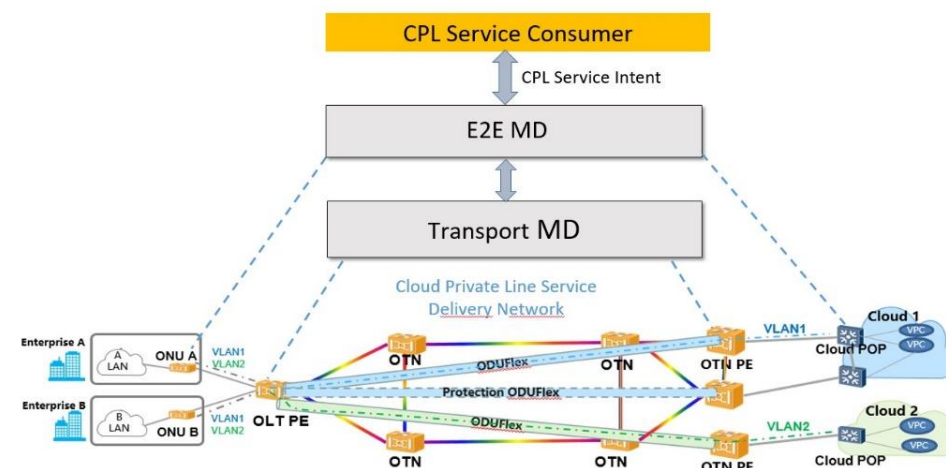 CPL Service Consumer
CPL Service Intent
E2E MD
Transport MD
Cloud Private Line Service
Delivery Network
Enterprise A
A
LAN
ONU A
VLAN1
VLAN2
Enterprise B
B
LAN
ONU B
VLAN1
VLAN2
OLT PE
OTN
OTN
ODUFlex
Protection ODUFlex
ODUFlex
OTN
OTN
OTN PE
OTN PE
VLAN1
VLAN2
Cloud 1
VPC
VPC
Cloud POP
Cloud 2
VPC
VPC
Cloud POP